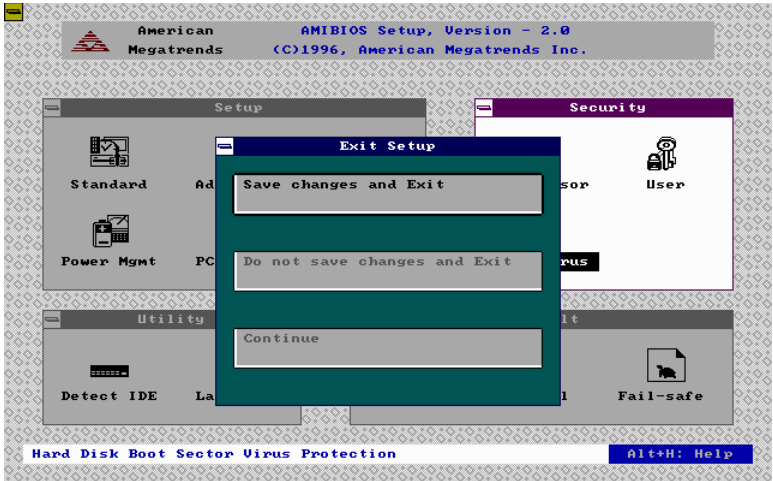 American Megatrends
AMIBIOS Setup, Version - 2.0
(C)1996, American Megatrends Inc.
Setup
Security
Exit Setup
Standard
Ad
Save changes and Exit
sor
User
Power Mgmt
PC
Do not save changes and Exit
rus
Utility
lt
Continue
Detect IDE
La
l
Fail-safe
Hard Disk Boot Sector Virus Protection
Alt+H: Help